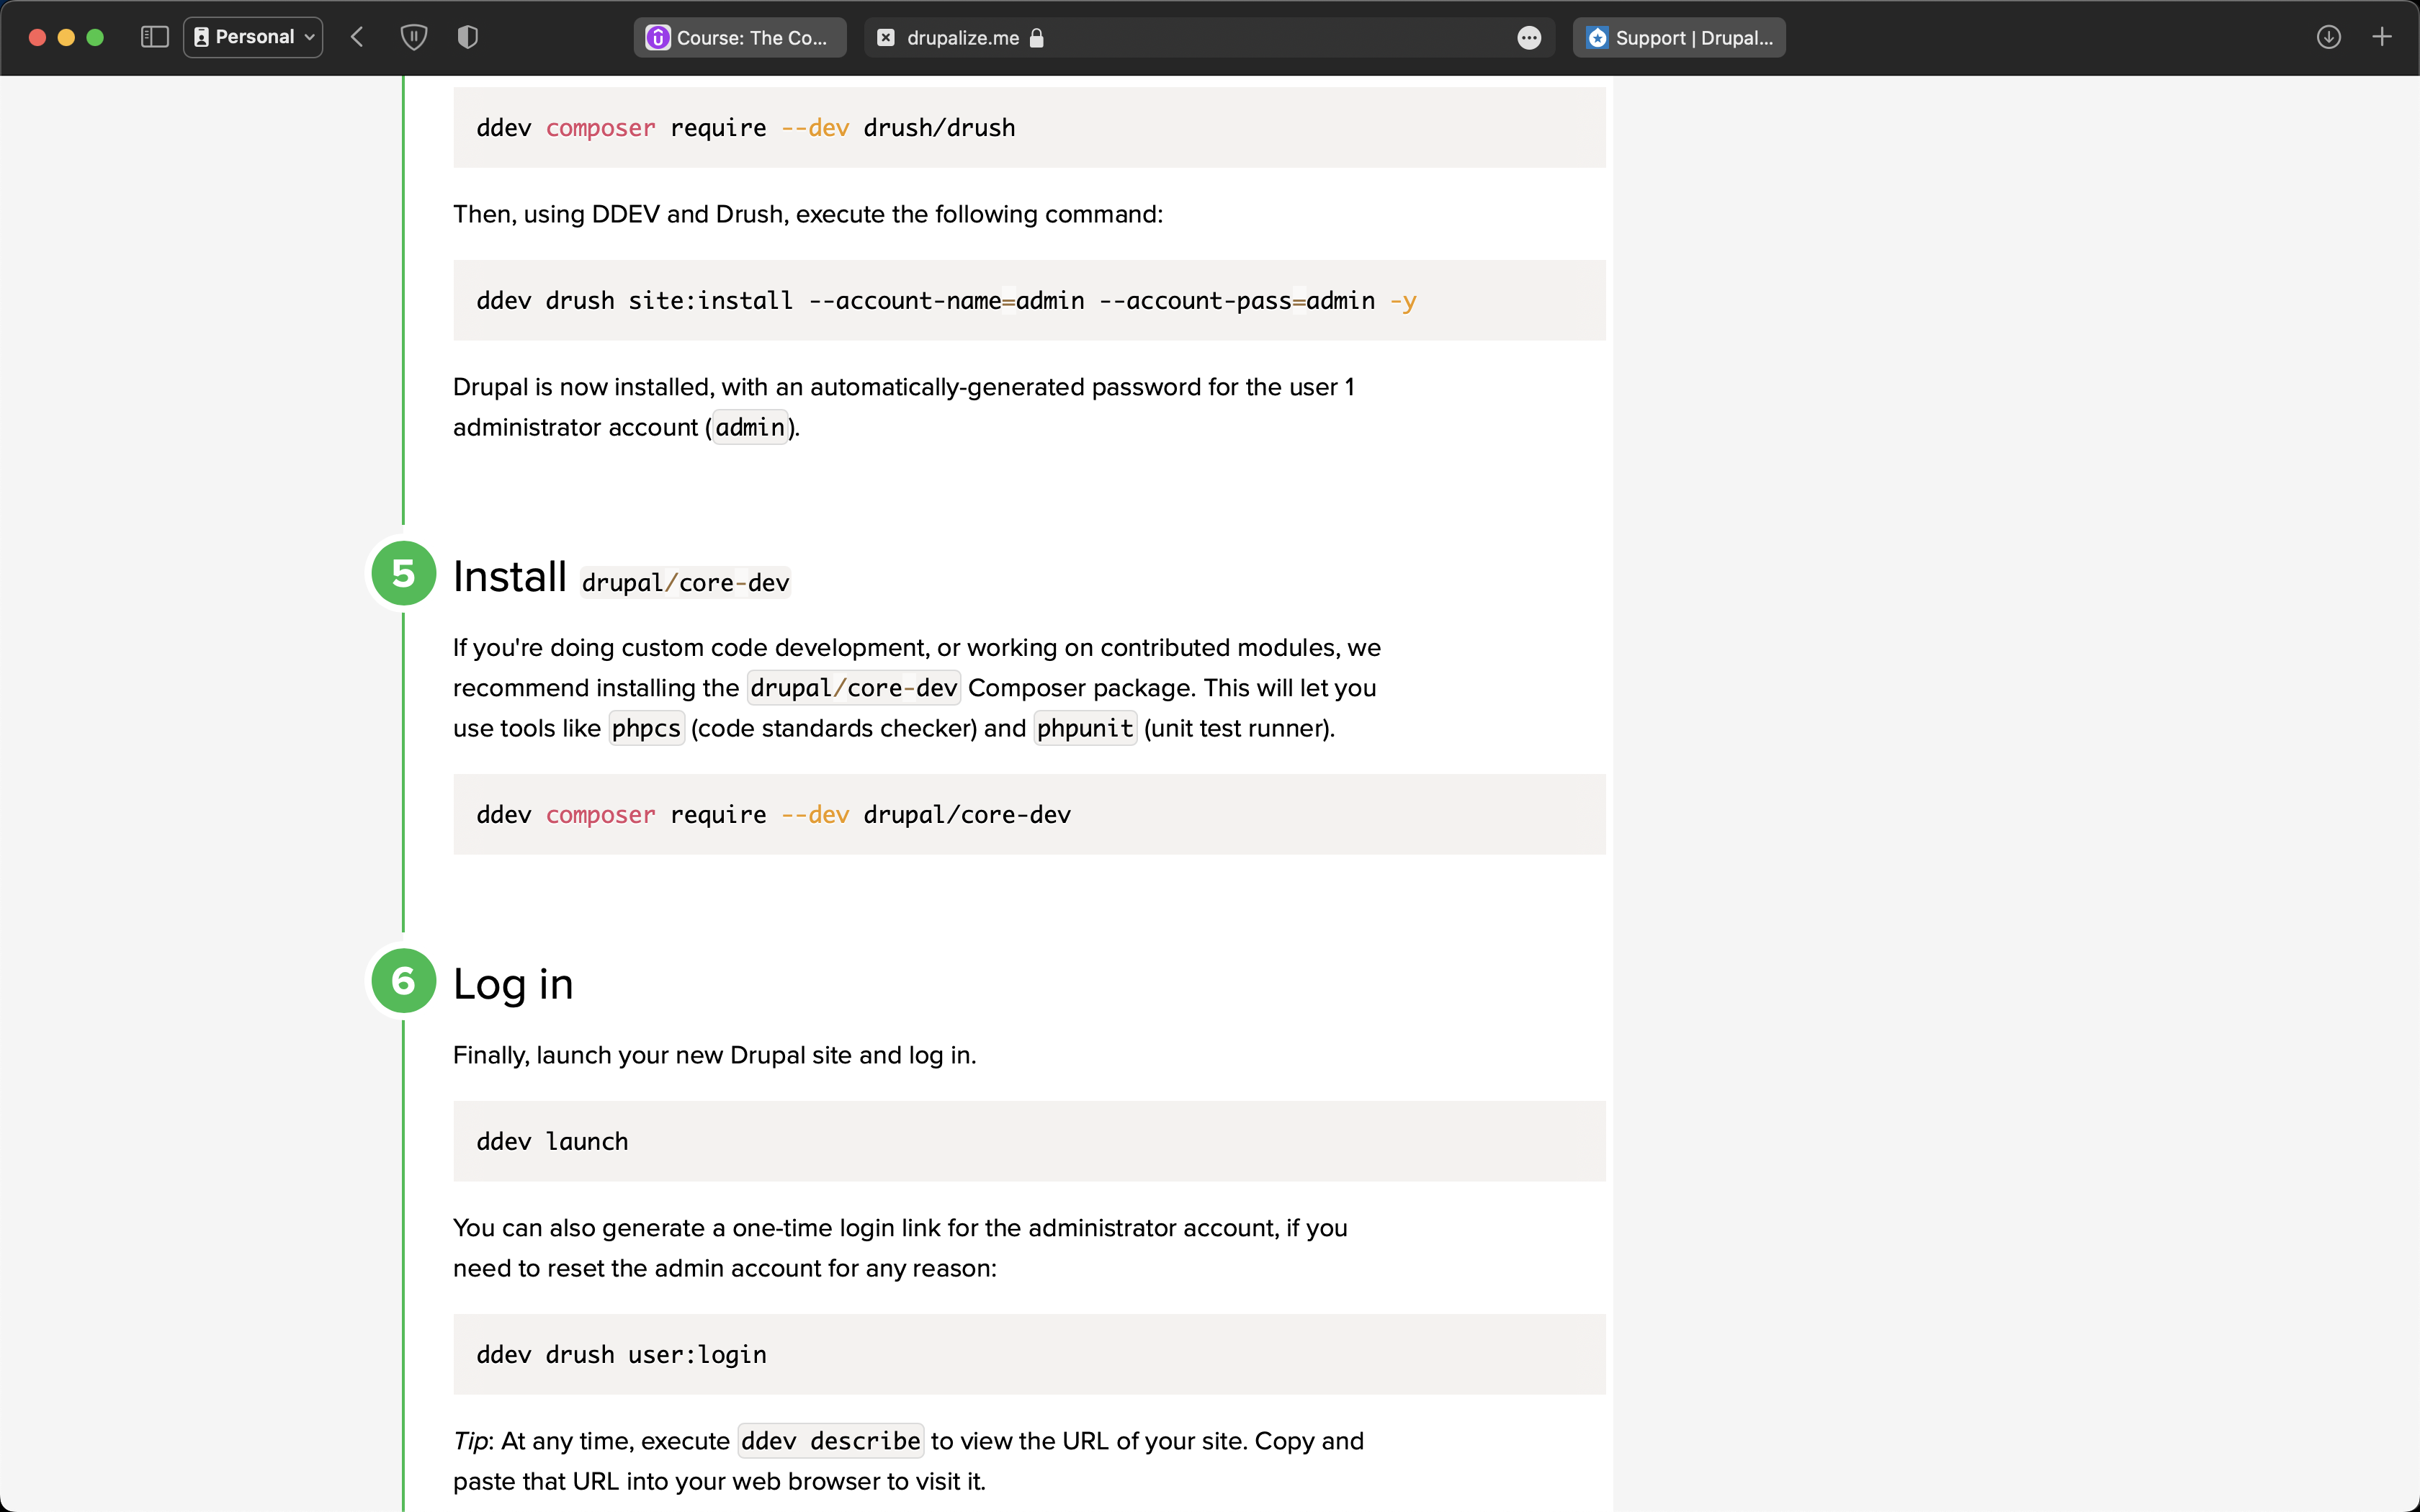 Personal
Course: The Co...
drupalize.me
Support | Drupal...
ddev composer require --dev drush/drush
Then, using DDEV and Drush, execute the following command:
ddev drush site:install --account-name=admin --account-pass=admin -y
Drupal is now installed, with an automatically-generated password for the user 1
administrator account (admin).
5
Install drupal/core-dev
If you're doing custom code development, or working on contributed modules, we
recommend installing the drupal/core-dev Composer package. This will let you
use tools like phpcs (code standards checker) and phpunit (unit test runner).
ddev composer require --dev drupal/core-dev
6
Log in
Finally, launch your new Drupal site and log in.
ddev launch
You can also generate a one-time login link for the administrator account, if you
need to reset the admin account for any reason:
ddev drush user:login
Tip: At any time, execute ddev describe to view the URL of your site. Copy and
paste that URL into your web browser to visit it.